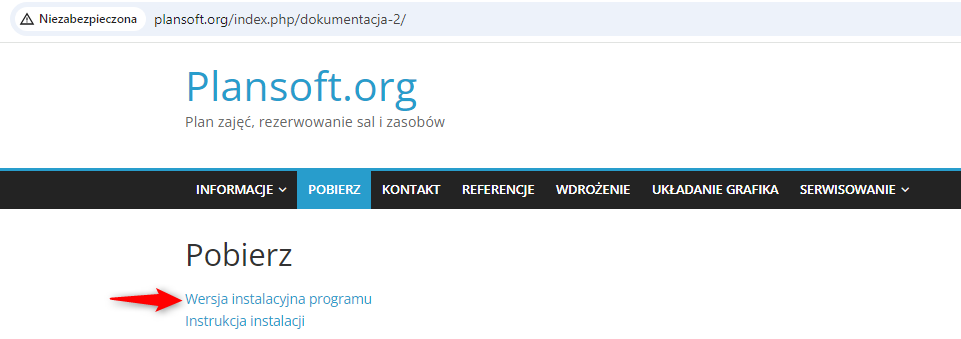 Niezabezpieczona plansoft.org/index.php/dokumentacja-2/
Plansoft.org
Plan zajęć, rezerwowanie sal i zasobów
INFORMACJE POBIERZ KONTAKT REFERENCJE WDROŻENIE UKŁADANIE GRAFIKA SERWISOWANIE
Pobierz
Wersja instalacyjna programu
Instrukcja instalacji